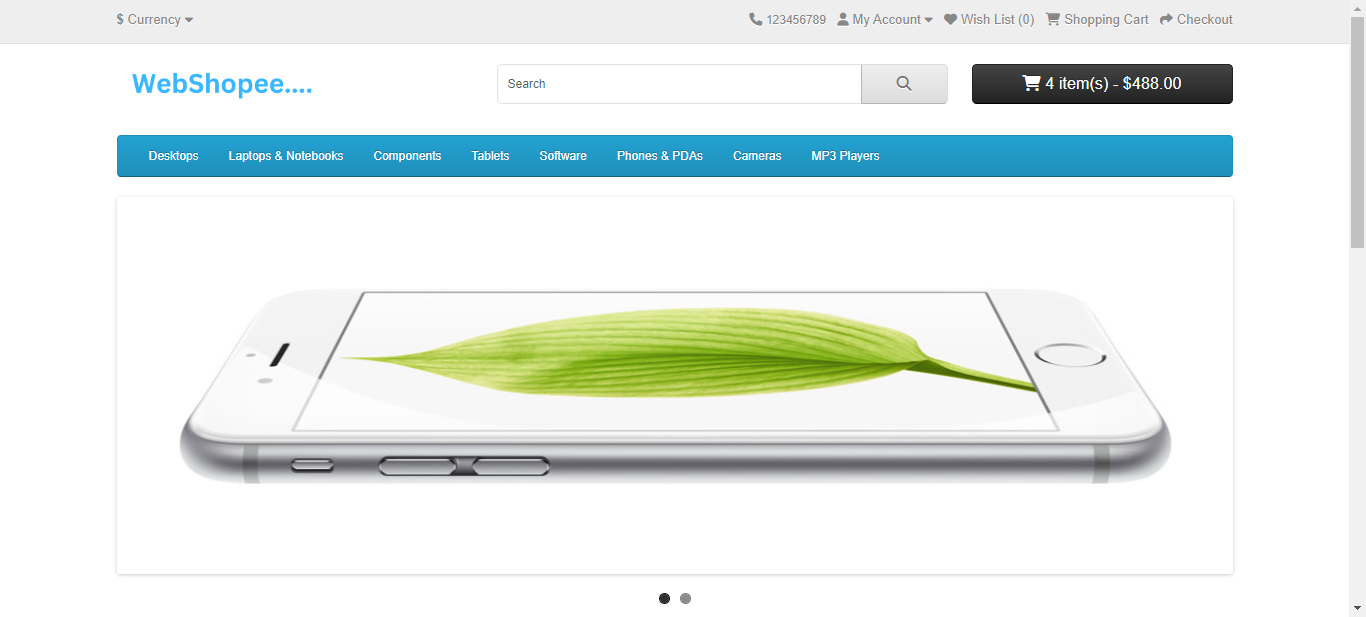 $ Currency
123456789 My Account Wish List (0) Shopping Cart Checkout
WebShopee....
Search
4 item(s) - $488.00
Desktops Laptops & Notebooks Components Tablets Software Phones & PDAs Cameras MP3 Players